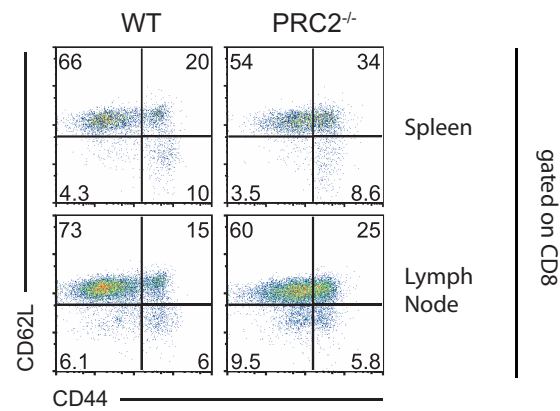 WT PRC2-/-
66 20 54 34
Spleen
4.3 10 3.5 8.6
73 15 60 25
Lymph
Node
6.1 6 9.5 5.8
CD62L
CD44
gated on CD8